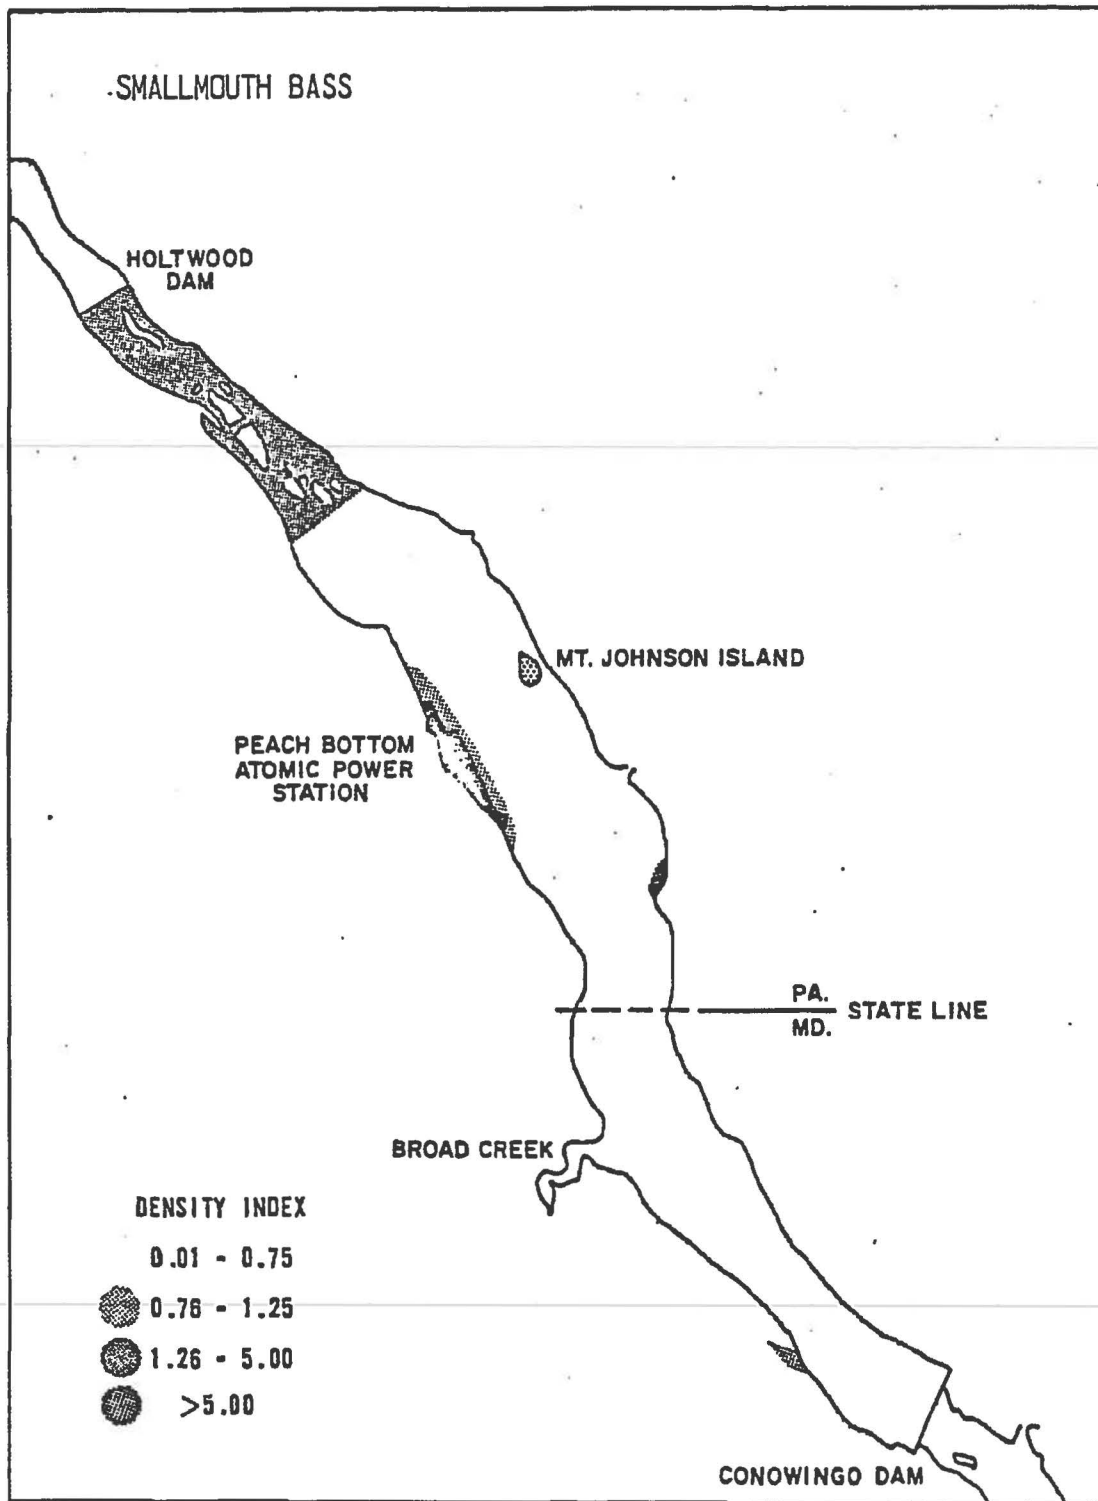 SMALLMOUTH BASS
HOLTWOOD
DAM
MT. JOHNSON ISLAND
PEACH BOTTOM
ATOMIC POWER
STATION
PA.
STATE LINE
MD.
BROAD CREEK
DENSITY INDEX
0.01 - 0.75
0.76 - 1.25
1.26 - 5.00
>5.00
CONOWINGO DAM